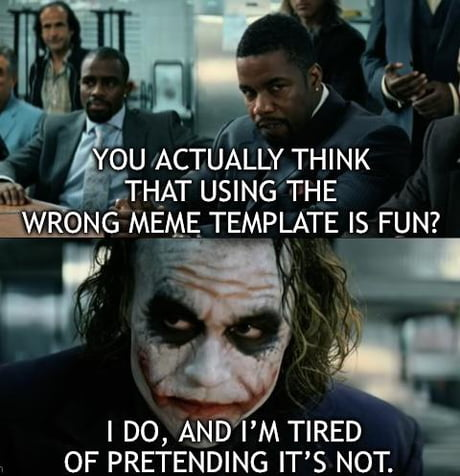 YOU ACTUALLY THINK
THAT USING THE
WRONG MEME TEMPLATE IS FUN?
I DO, AND I'M TIRED
OF PRETENDING IT'S NOT.